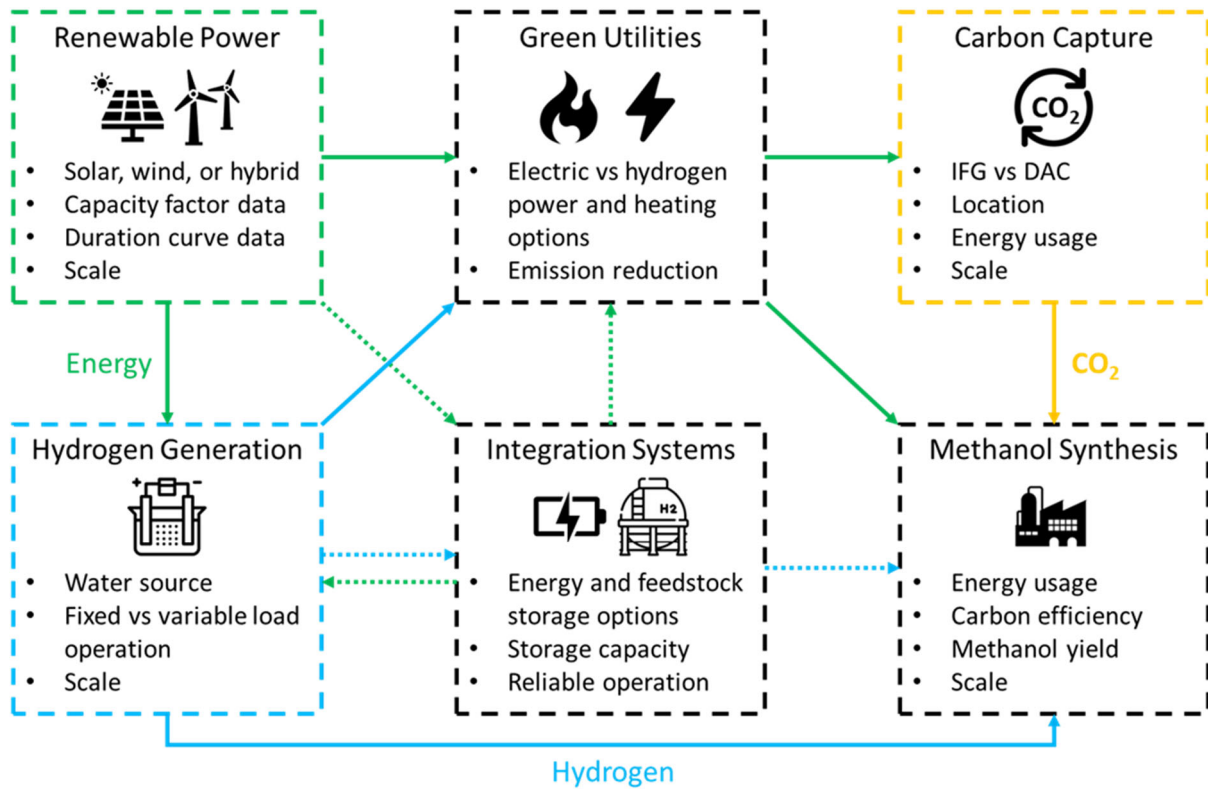 Renewable Power
• Solar, wind, or hybrid
• Capacity factor data
• Duration curve data
• Scale
Green Utilities
• Electric vs hydrogen
power and heating
options
• Emission reduction
Carbon Capture
CO₂
• IFG vs DAC
• Location
• Energy usage
• Scale
Energy
CO₂
Hydrogen Generation
+ −
• Water source
• Fixed vs variable load
operation
• Scale
Integration Systems
H2
• Energy and feedstock
storage options
• Storage capacity
• Reliable operation
Methanol Synthesis
• Energy usage
• Carbon efficiency
• Methanol yield
• Scale
Hydrogen